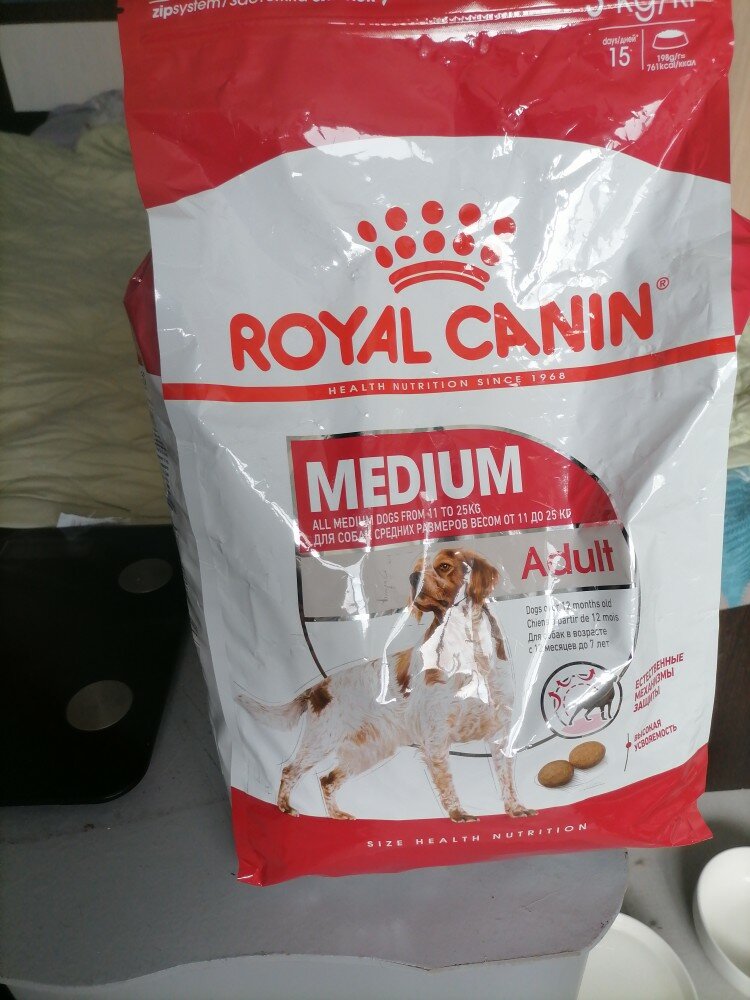 zipsystem
kg/кг
days/дней*
15
198g/г=
761kcal/ккал
ROYAL CANIN®
HEALTH NUTRITION SINCE 1968
MEDIUM
ALL MEDIUM DOGS FROM 11 TO 25KG
ДЛЯ СОБАК СРЕДНИХ РАЗМЕРОВ ВЕСОМ ОТ 11 ДО 25 КГ
Adult
Dogs over 12 months old
Chiens à partir de 12 mois
Для собак в возрасте
с 12 месяцев до 7 лет
ЕСТЕСТВЕННЫЕ
МЕХАНИЗМЫ
ЗАЩИТЫ
ВЫСОКАЯ
УСВОЯЕМОСТЬ
SIZE HEALTH NUTRITION